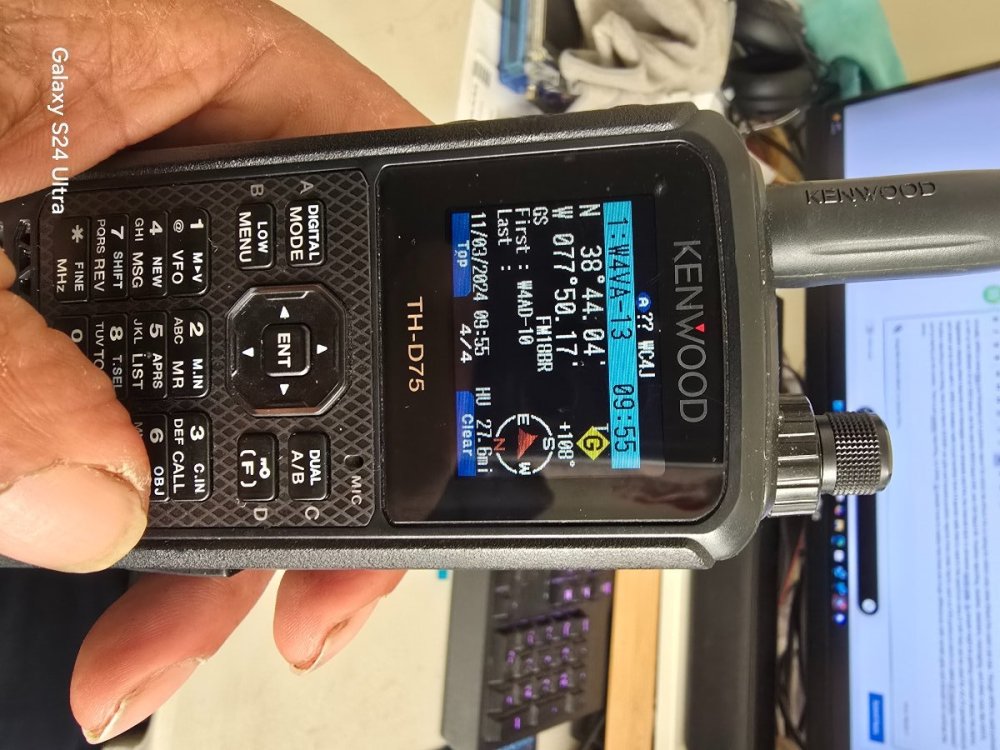 KENWOOD
KENWOOD
A?? WC4J
1:W4VA-13 09:55
N 38°44.04'
W 077°50.17'
+108°
G
GS FM18BR
First : W4AD-10
Last :
E S N W
11/03/2024 09:55 HU 27.6mi
Top 4/4 Clear
TH-D75
MIC
A DIGITAL MODE
DUAL A/B C
B LOW MENU
(F) D
ENT
1 M►V
@ VFO
2 M.IN
ABC MR
3 C.IN
DEF CALL
4 NEW
GHI MSG
5 APRS
JKL LIST
6 OBJ
7 SHIFT
PQRS REV
8 T.SEL
TUV
* FINE
MHz
Galaxy S24 Ultra